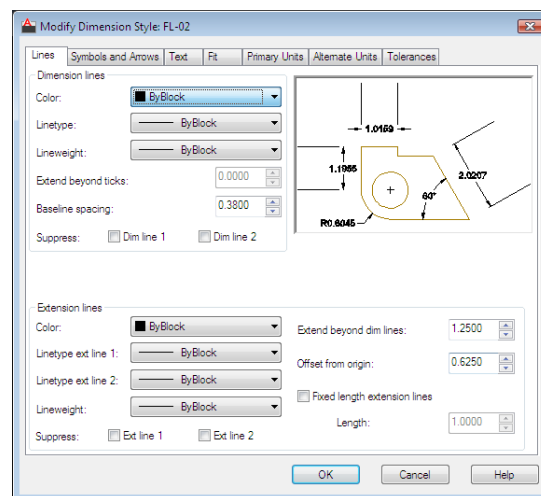 Modify Dimension Style: FL-02
Lines Symbols and Arrows Text Fit Primary Units Alternate Units Tolerances
Dimension lines
Color: ByBlock
Linetype: ByBlock
Lineweight: ByBlock
Extend beyond ticks: 0.0000
Baseline spacing: 0.3800
Suppress: Dim line 1 Dim line 2
1.0159
1.1955
2.0207
60°
R0.6045
Extension lines
Color: ByBlock
Linetype ext line 1: ByBlock
Linetype ext line 2: ByBlock
Lineweight: ByBlock
Suppress: Ext line 1 Ext line 2
Extend beyond dim lines: 1.2500
Offset from origin: 0.6250
Fixed length extension lines
Length: 1.0000
OK Cancel Help